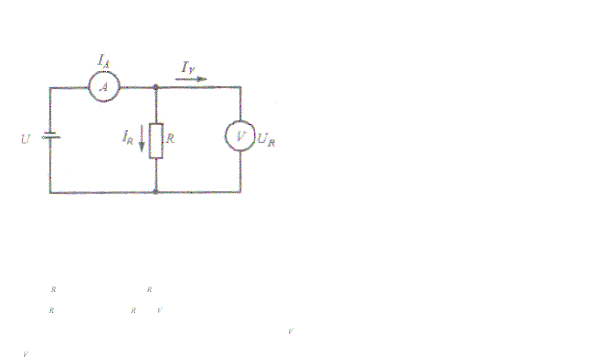 I_A
A I_V
U I_R R V U_R
R R
R R V
V
V